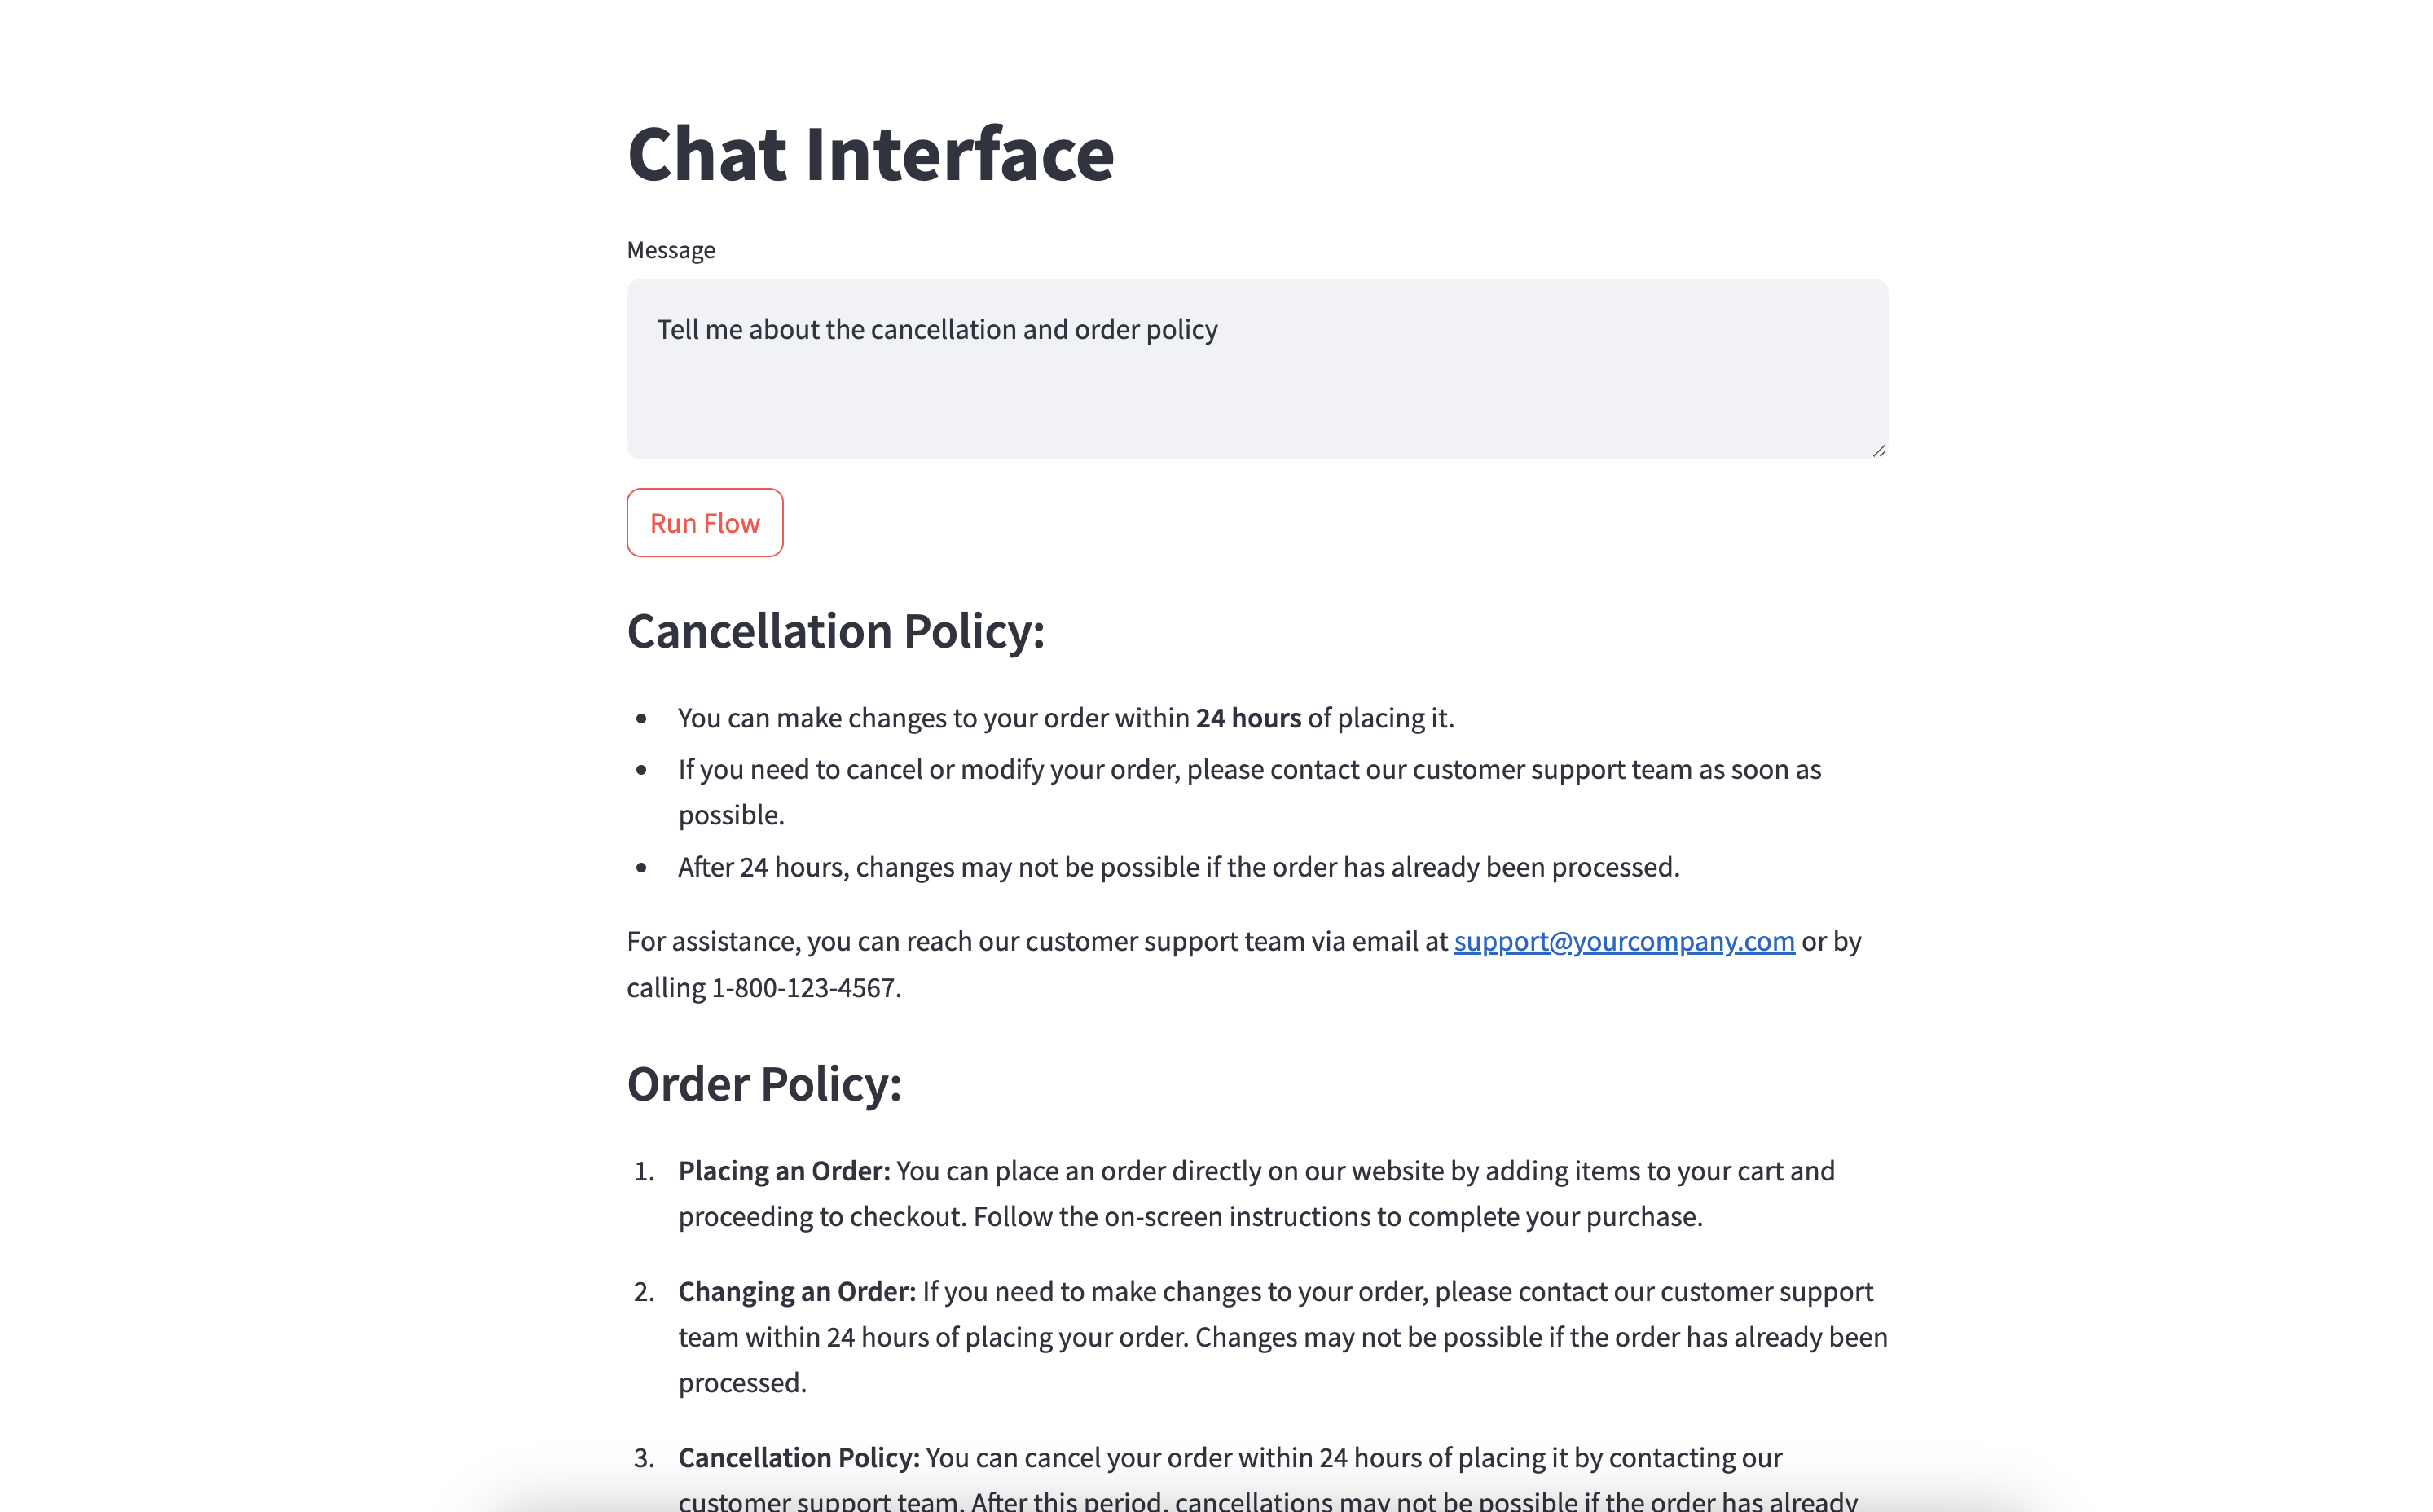 Chat Interface
Message
Tell me about the cancellation and order policy
Run Flow
Cancellation Policy:
• You can make changes to your order within 24 hours of placing it.
• If you need to cancel or modify your order, please contact our customer support team as soon as
possible.
• After 24 hours, changes may not be possible if the order has already been processed.
For assistance, you can reach our customer support team via email at support@yourcompany.com or by
calling 1-800-123-4567.
Order Policy:
1. Placing an Order: You can place an order directly on our website by adding items to your cart and
proceeding to checkout. Follow the on-screen instructions to complete your purchase.
2. Changing an Order: If you need to make changes to your order, please contact our customer support
team within 24 hours of placing your order. Changes may not be possible if the order has already been
processed.
3. Cancellation Policy: You can cancel your order within 24 hours of placing it by contacting our
customer support team. After this period, cancellations may not be possible if the order has already